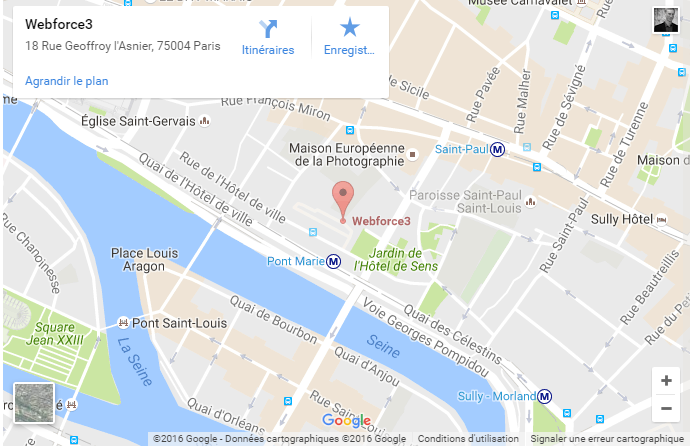 Musée Carnavalet
Webforce3
18 Rue Geoffroy l'Asnier, 75004 Paris
Itinéraires
Enregist...
Agrandir le plan
Rue François Miron
de Sicile
Rue Pavée
Rue Malher
Rue de Sévigné
Rue de Turenne
Église Saint-Gervais
Maison Européenne
de la Photographie
Saint-Paul
M
Maison d
Quai de l'Hôtel de ville
Rue de l'Hôtel de ville
Paroisse Saint-Paul
Saint-Louis
Webforce3
Sully Hôtel
Rue Saint-Paul
Rue Chanoinesse
Place Louis
Aragon
Pont Marie
M
Jardin de
l'Hôtel de Sens
Rue Beautreillis
Rue du Pe
Pont Saint-Louis
Quai de Bourbon
Voie Georges Pompidou
Quai des Célestins
Square
Jean XXIII
La Seine
Seine
Quai d'Anjou
Sully - Morland
M
Quai d'Orléans
Rue Sain
Google
+
−
©2016 Google - Données cartographiques ©2016 Google
Conditions d'utilisation
Signaler une erreur cartographiqu